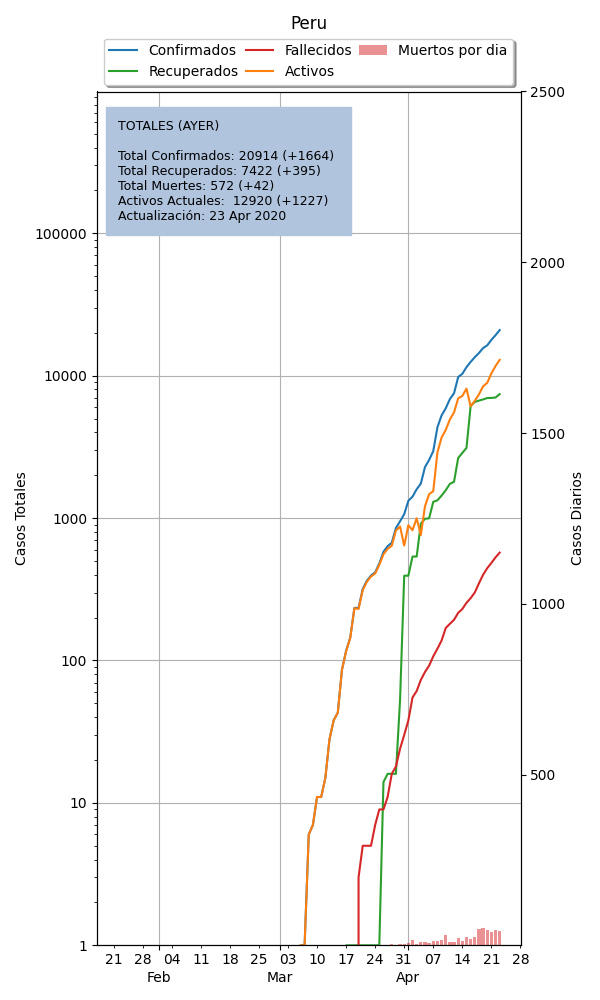 Peru
Confirmados
Fallecidos
Muertos por dia
Recuperados
Activos
TOTALES (AYER)
Total Confirmados: 20914 (+1664)
Total Recuperados: 7422 (+395)
Total Muertes: 572 (+42)
Activos Actuales:  12920 (+1227)
Actualización: 23 Apr 2020
Casos Totales
100000
10000
1000
100
10
1
2500
2000
1500
1000
500
Casos Diarios
21 28 04 11 18 25 03 10 17 24 31 07 14 21 28
Feb Mar Apr